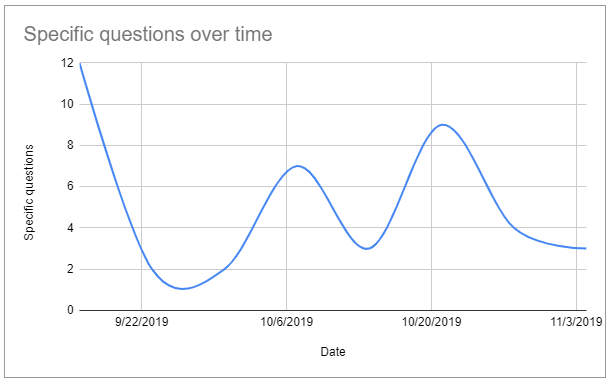 Specific questions over time
12
10
8
6
4
2
0
Specific questions
9/22/2019 10/6/2019 10/20/2019 11/3/2019
Date